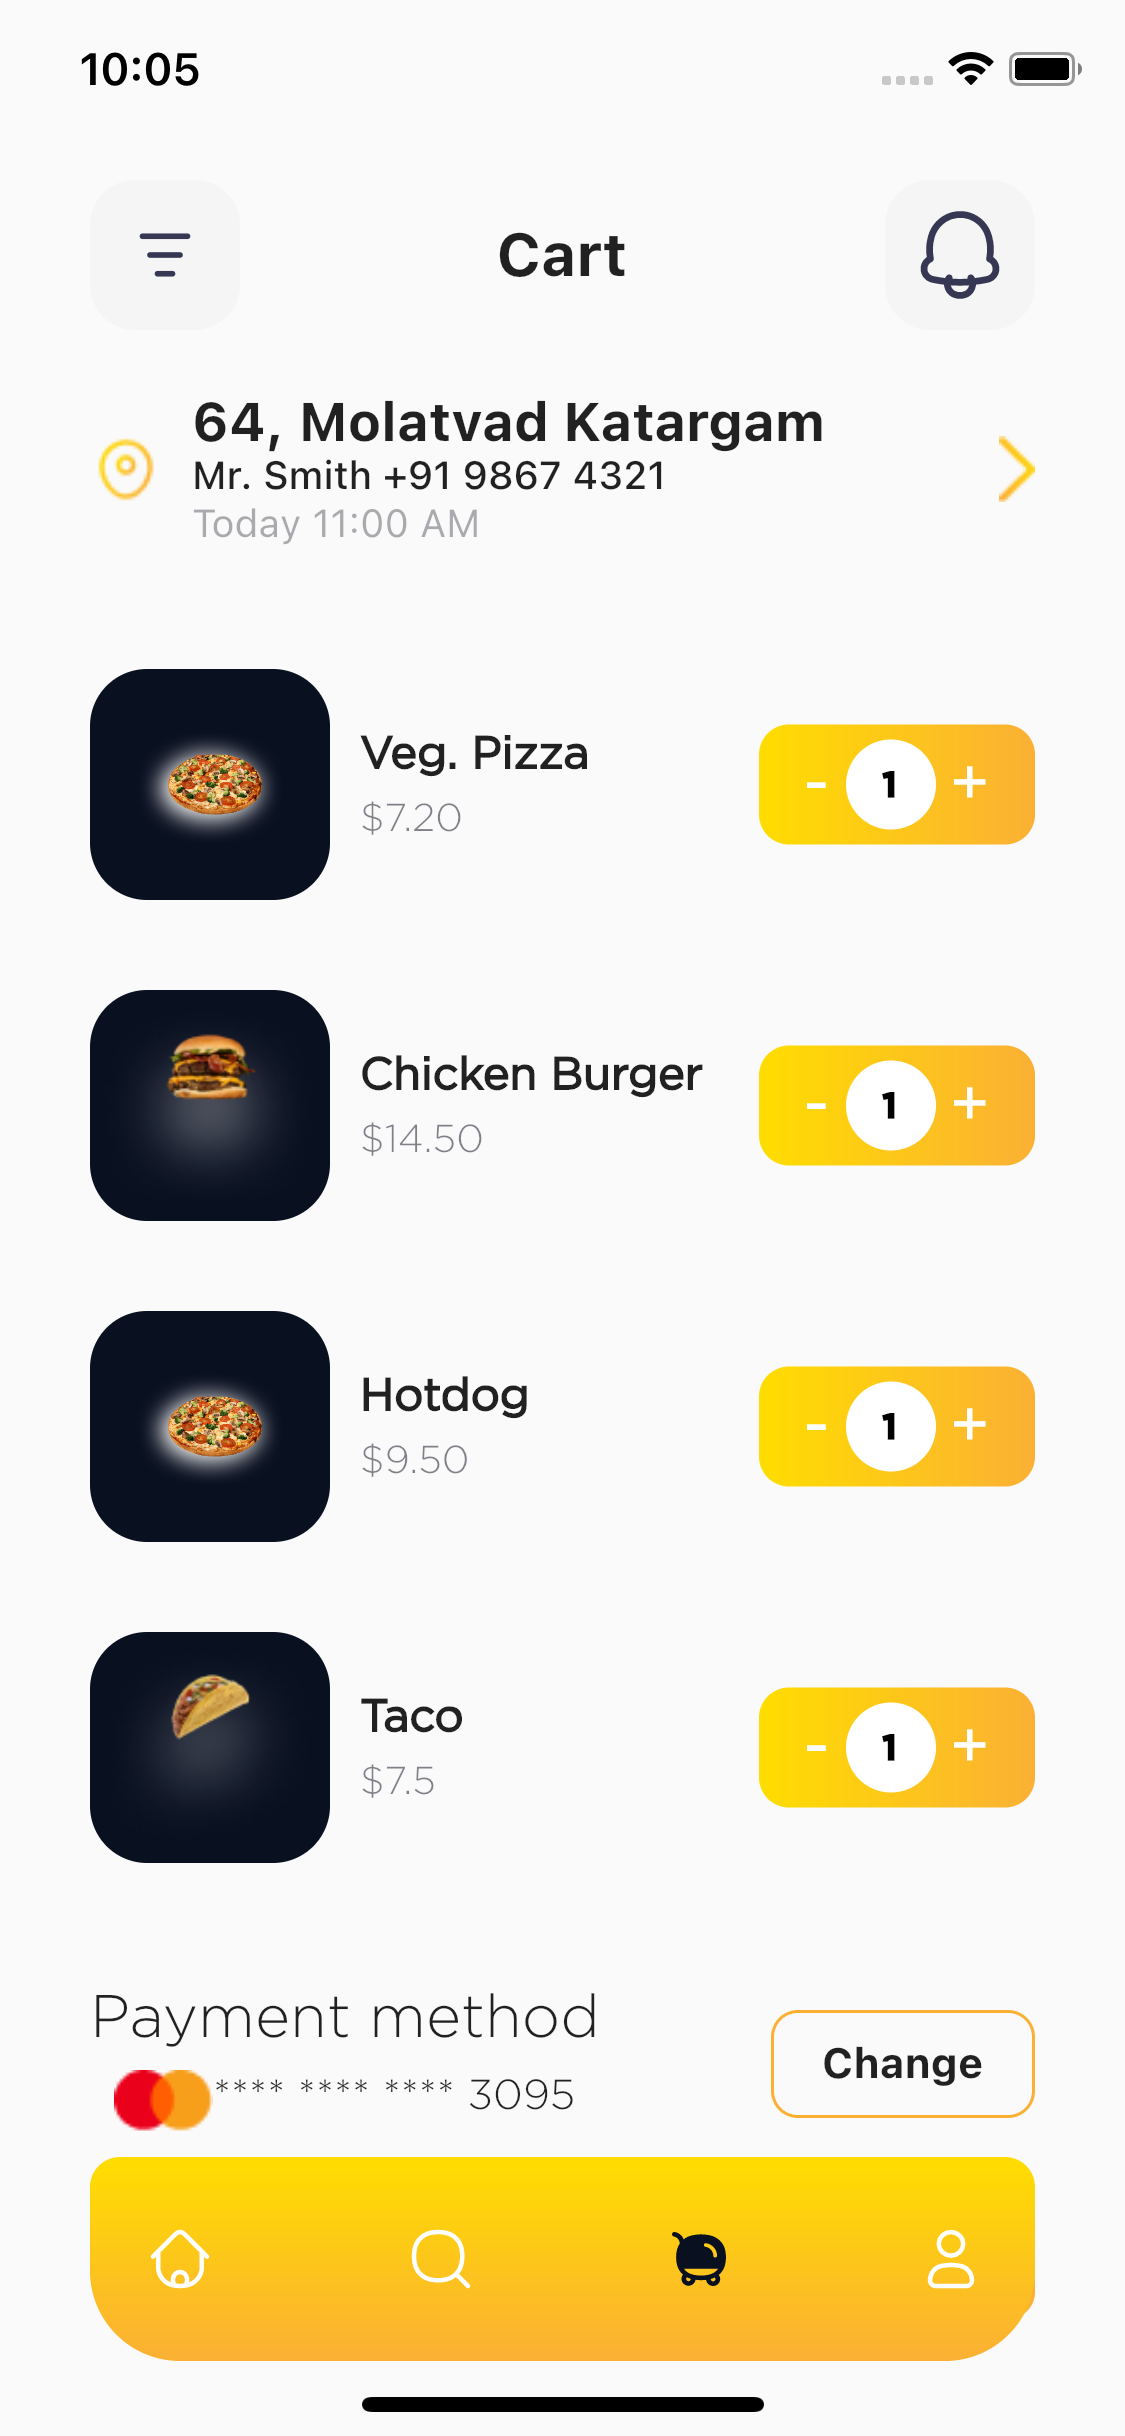 10:05
Cart
64, Molatvad Katargam
Mr. Smith +91 9867 4321
Today 11:00 AM
Veg. Pizza
$7.20
- 1 +
Chicken Burger
$14.50
- 1 +
Hotdog
$9.50
- 1 +
Taco
$7.5
- 1 +
Payment method
**** **** **** 3095
Change